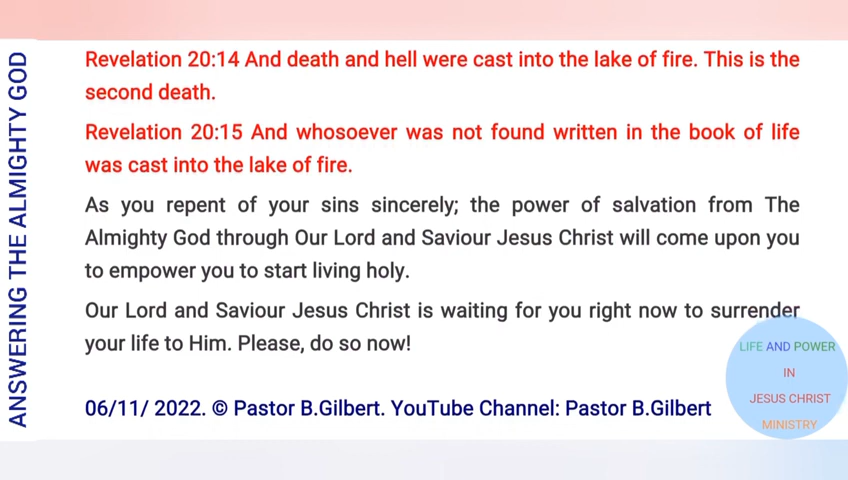 ANSWERING THE ALMIGHTY GOD
Revelation 20:14 And death and hell were cast into the lake of fire. This is the
second death.
Revelation 20:15 And whosoever was not found written in the book of life
was cast into the lake of fire.
As you repent of your sins sincerely; the power of salvation from The
Almighty God through Our Lord and Saviour Jesus Christ will come upon you
to empower you to start living holy.
Our Lord and Saviour Jesus Christ is waiting for you right now to surrender
your life to Him. Please, do so now!
06/11/ 2022. © Pastor B.Gilbert. YouTube Channel: Pastor B.Gilbert
LIFE AND POWER
IN
JESUS CHRIST
MINISTRY